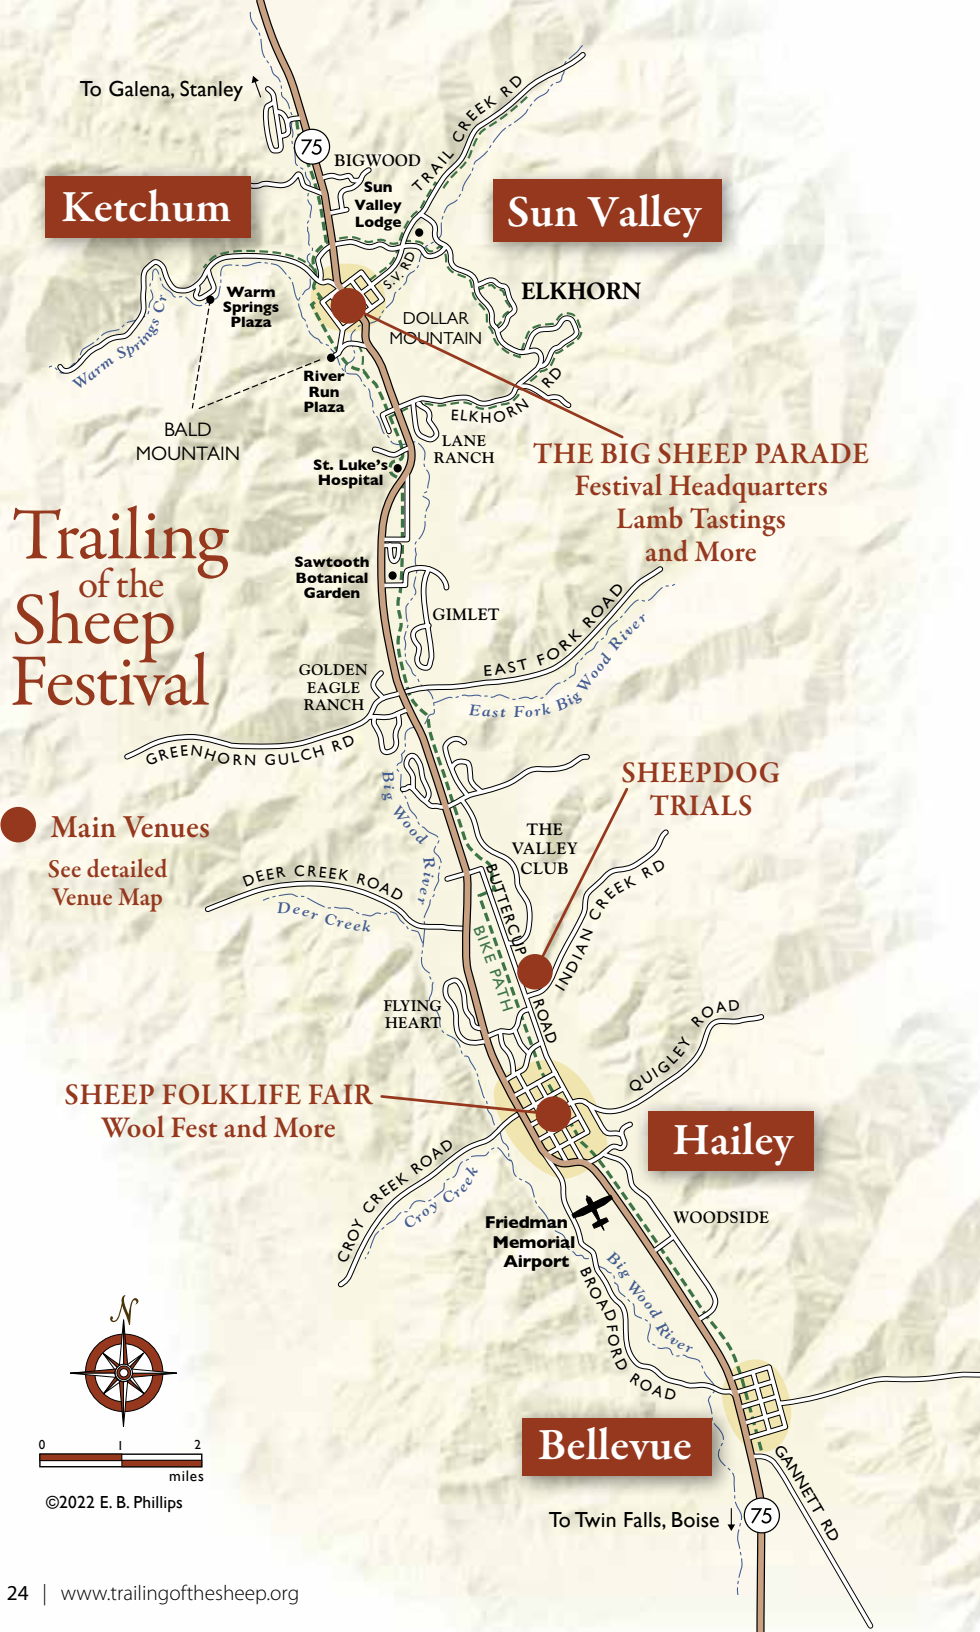 To Galena, Stanley
75
BIGWOOD
TRAIL CREEK RD
Ketchum
Sun
Valley
Lodge
Sun Valley
S.V. RD
Warm
Springs
Plaza
ELKHORN
DOLLAR
MOUNTAIN
Warm Springs Cr
River
Run
Plaza
ELKHORN RD
BALD
MOUNTAIN
LANE
RANCH
St. Luke's
Hospital
THE BIG SHEEP PARADE
Festival Headquarters
Lamb Tastings
and More
Trailing
of the
Sheep
Festival
Sawtooth
Botanical
Garden
GIMLET
EAST FORK ROAD
East Fork Big Wood River
GOLDEN
EAGLE
RANCH
GREENHORN GULCH RD
Big Wood River
SHEEPDOG
TRIALS
Main Venues
See detailed
Venue Map
THE
VALLEY
CLUB
DEER CREEK ROAD
Deer Creek
BUTTERCUP ROAD
BIKE PATH
INDIAN CREEK RD
FLYING
HEART
QUIGLEY ROAD
SHEEP FOLKLIFE FAIR
Wool Fest and More
Hailey
CROY CREEK ROAD
Croy Creek
Friedman
Memorial
Airport
WOODSIDE
Big Wood River
BROADFORD ROAD
N
0 1 2
miles
©2022 E. B. Phillips
Bellevue
GANNETT RD
To Twin Falls, Boise
75
24 | www.trailingofthesheep.org